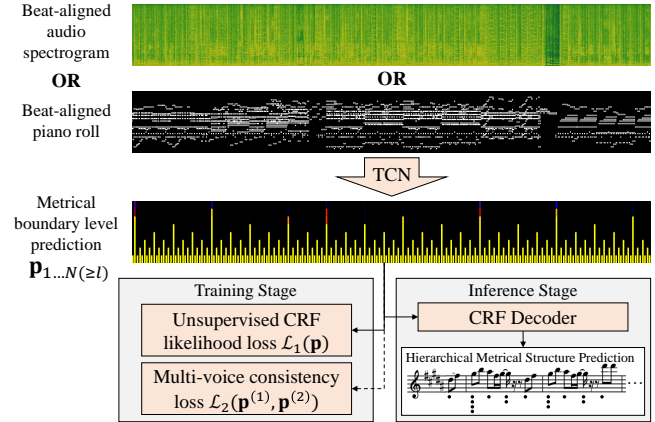 Beat-aligned
audio
spectrogram
OR
OR
Beat-aligned
piano roll
TCN
Metrical
boundary level
prediction
𝐩₁…N(≥l)
Training Stage
Unsupervised CRF
likelihood loss ℒ₁(𝐩)
Multi-voice consistency
loss ℒ₂(𝐩⁽¹⁾, 𝐩⁽²⁾)
Inference Stage
CRF Decoder
Hierarchical Metrical Structure Prediction
...